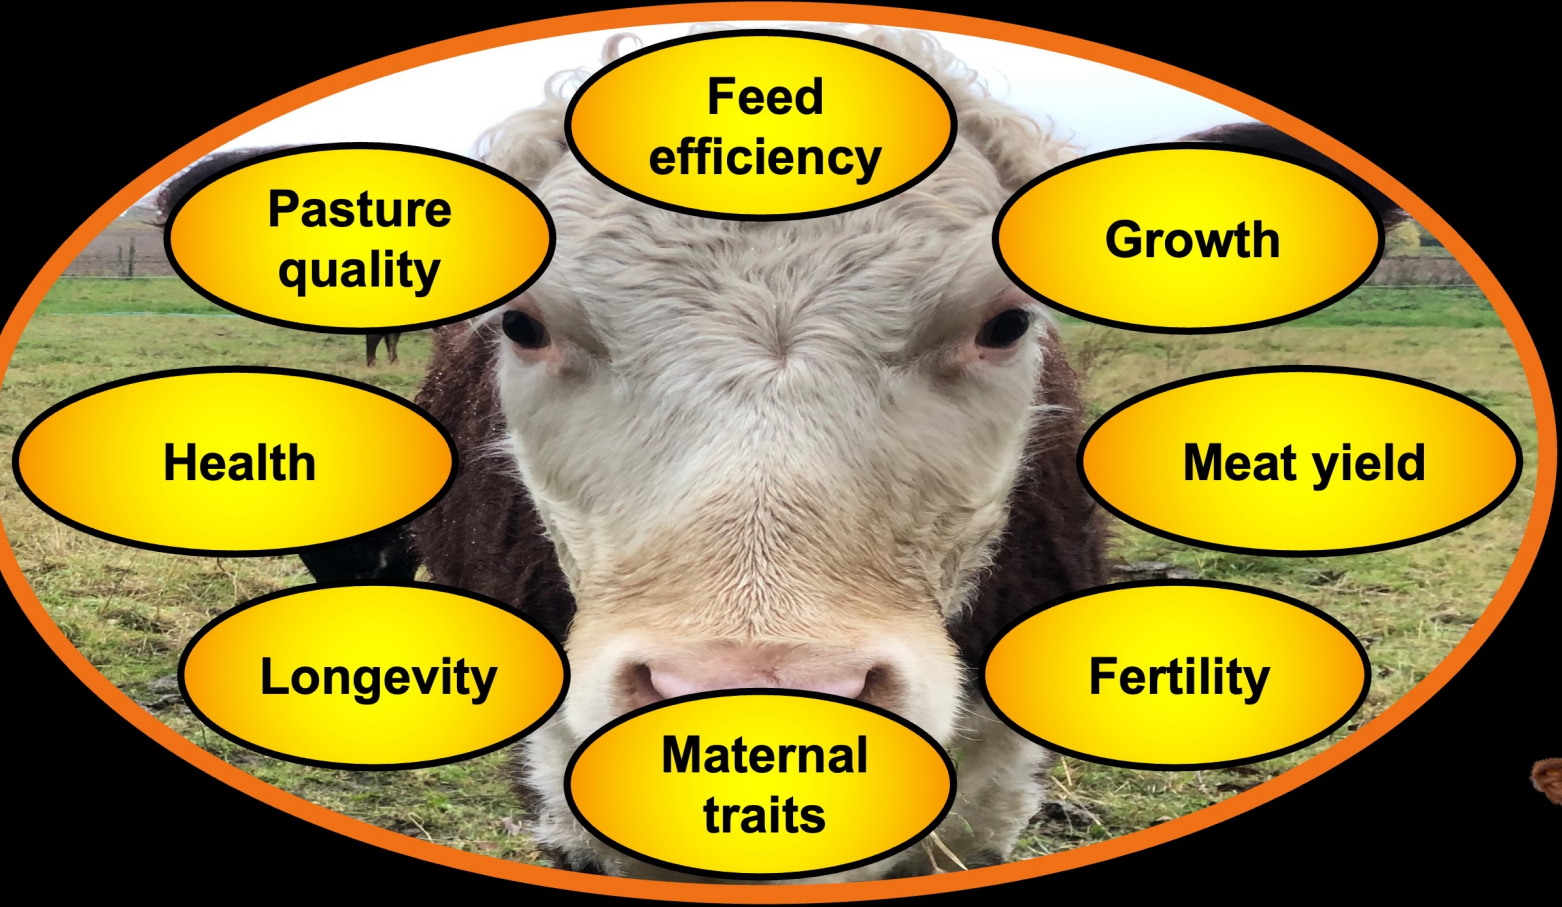 Feed
efficiency
Pasture
quality
Growth
Health
Meat yield
Longevity
Fertility
Maternal
traits